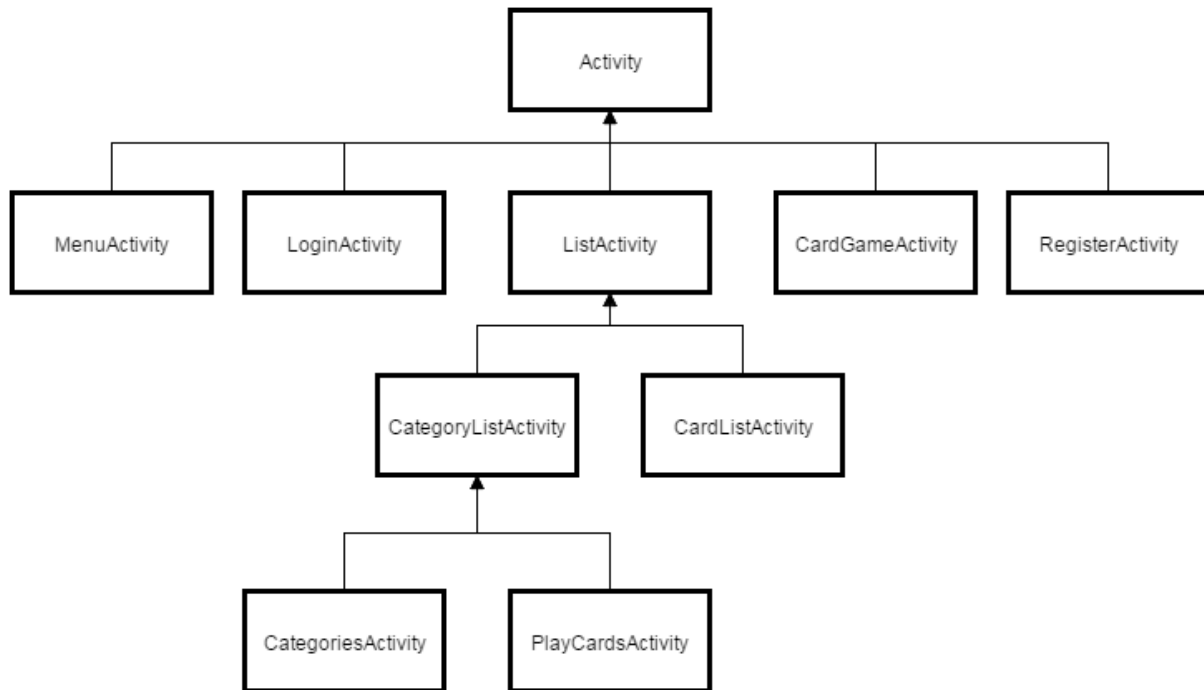 Activity
MenuActivity
LoginActivity
ListActivity
CardGameActivity
RegisterActivity
CategoryListActivity
CardListActivity
CategoriesActivity
PlayCardsActivity